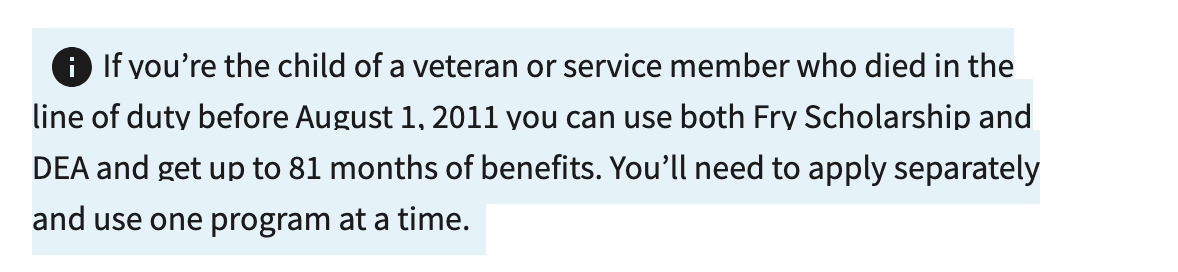 If you’re the child of a veteran or service member who died in the
line of duty before August 1, 2011 you can use both Fry Scholarship and
DEA and get up to 81 months of benefits. You’ll need to apply separately
and use one program at a time.